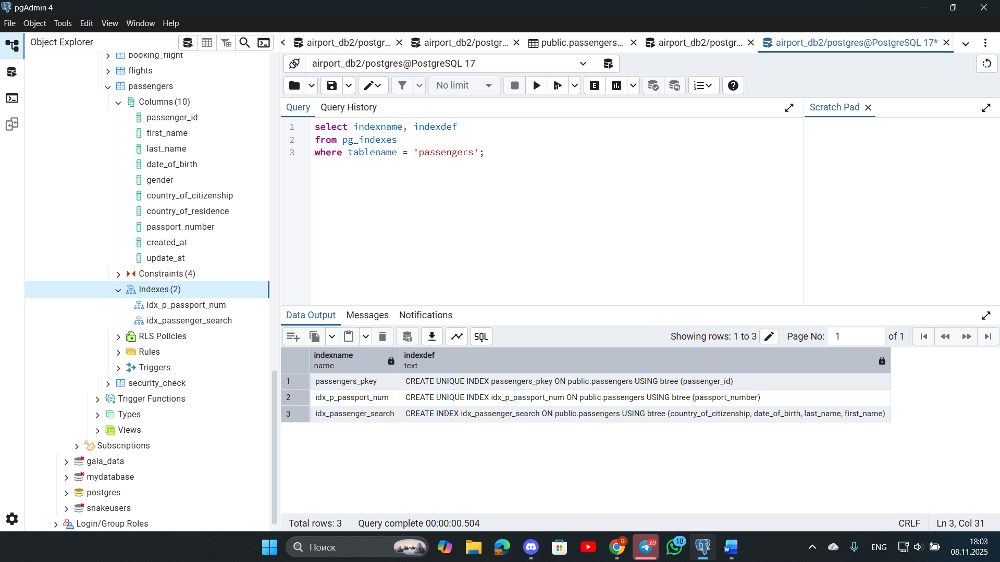 pgAdmin 4
File Object Tools Edit View Window Help
Object Explorer
airport_db2/postgr... airport_db2/postgr... public.passengers... airport_db2/postgr... airport_db2/postgres@PostgreSQL 17*
booking_flight
flights
passengers
Columns (10)
passenger_id
first_name
last_name
date_of_birth
gender
country_of_citizenship
country_of_residence
passport_number
created_at
update_at
Constraints (4)
Indexes (2)
idx_p_passport_num
idx_passenger_search
RLS Policies
Rules
Triggers
security_check
Trigger Functions
Types
Views
Subscriptions
gala_data
mydatabase
postgres
snakeusers
Login/Group Roles
airport_db2/postgres@PostgreSQL 17
No limit
E
Query Query History
Scratch Pad
1 select indexname, indexdef
2 from pg_indexes
3 where tablename = 'passengers';
Data Output Messages Notifications
SQL
Showing rows: 1 to 3 Page No: 1 of 1
indexname indexdef
name text
1 passengers_pkey CREATE UNIQUE INDEX passengers_pkey ON public.passengers USING btree (passenger_id)
2 idx_p_passport_num CREATE UNIQUE INDEX idx_p_passport_num ON public.passengers USING btree (passport_number)
3 idx_passenger_search CREATE INDEX idx_passenger_search ON public.passengers USING btree (country_of_citizenship, date_of_birth, last_name, first_name)
Total rows: 3 Query complete 00:00:00.504 CRLF Ln 3, Col 31
Поиск
G
69
18
W
ENG
18:03
08.11.2025